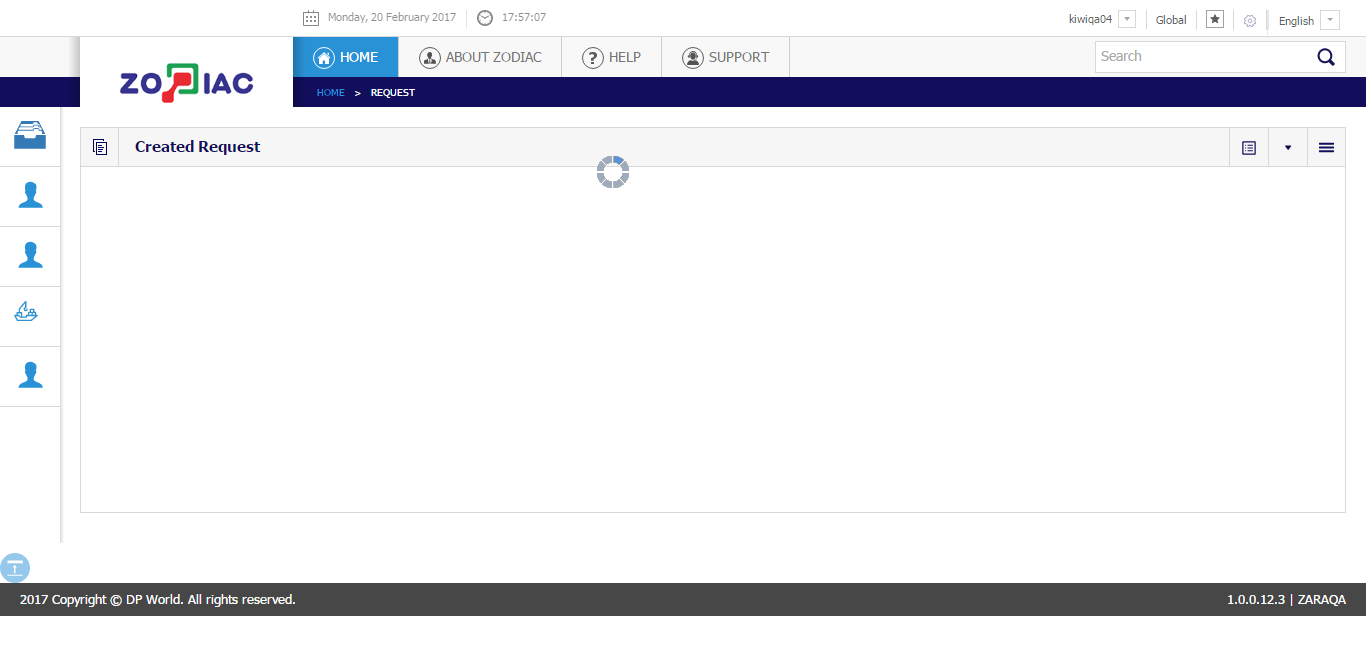 Monday, 20 February 2017 17:57:07 kiwiqa04 Global English
ZODIAC
HOME ABOUT ZODIAC ? HELP SUPPORT Search
HOME > REQUEST
Created Request
2017 Copyright © DP World. All rights reserved. 1.0.0.12.3 | ZARAQA